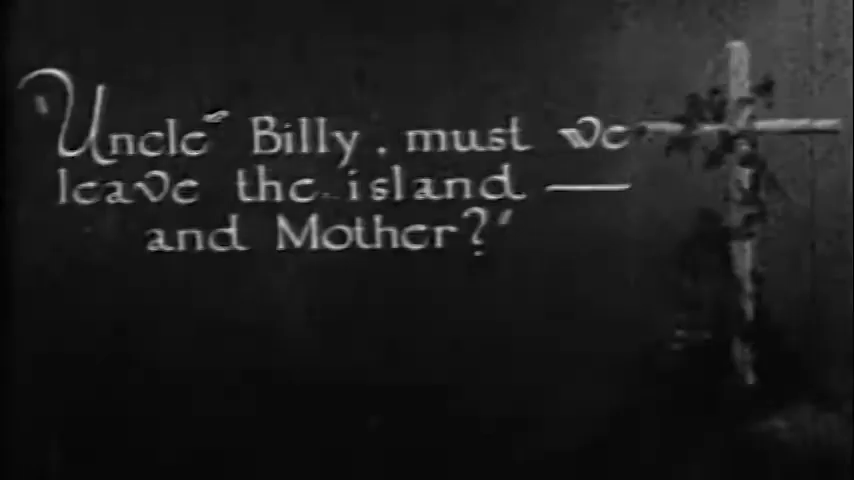 "Uncle" Billy, must we
leave the island —
and Mother?"